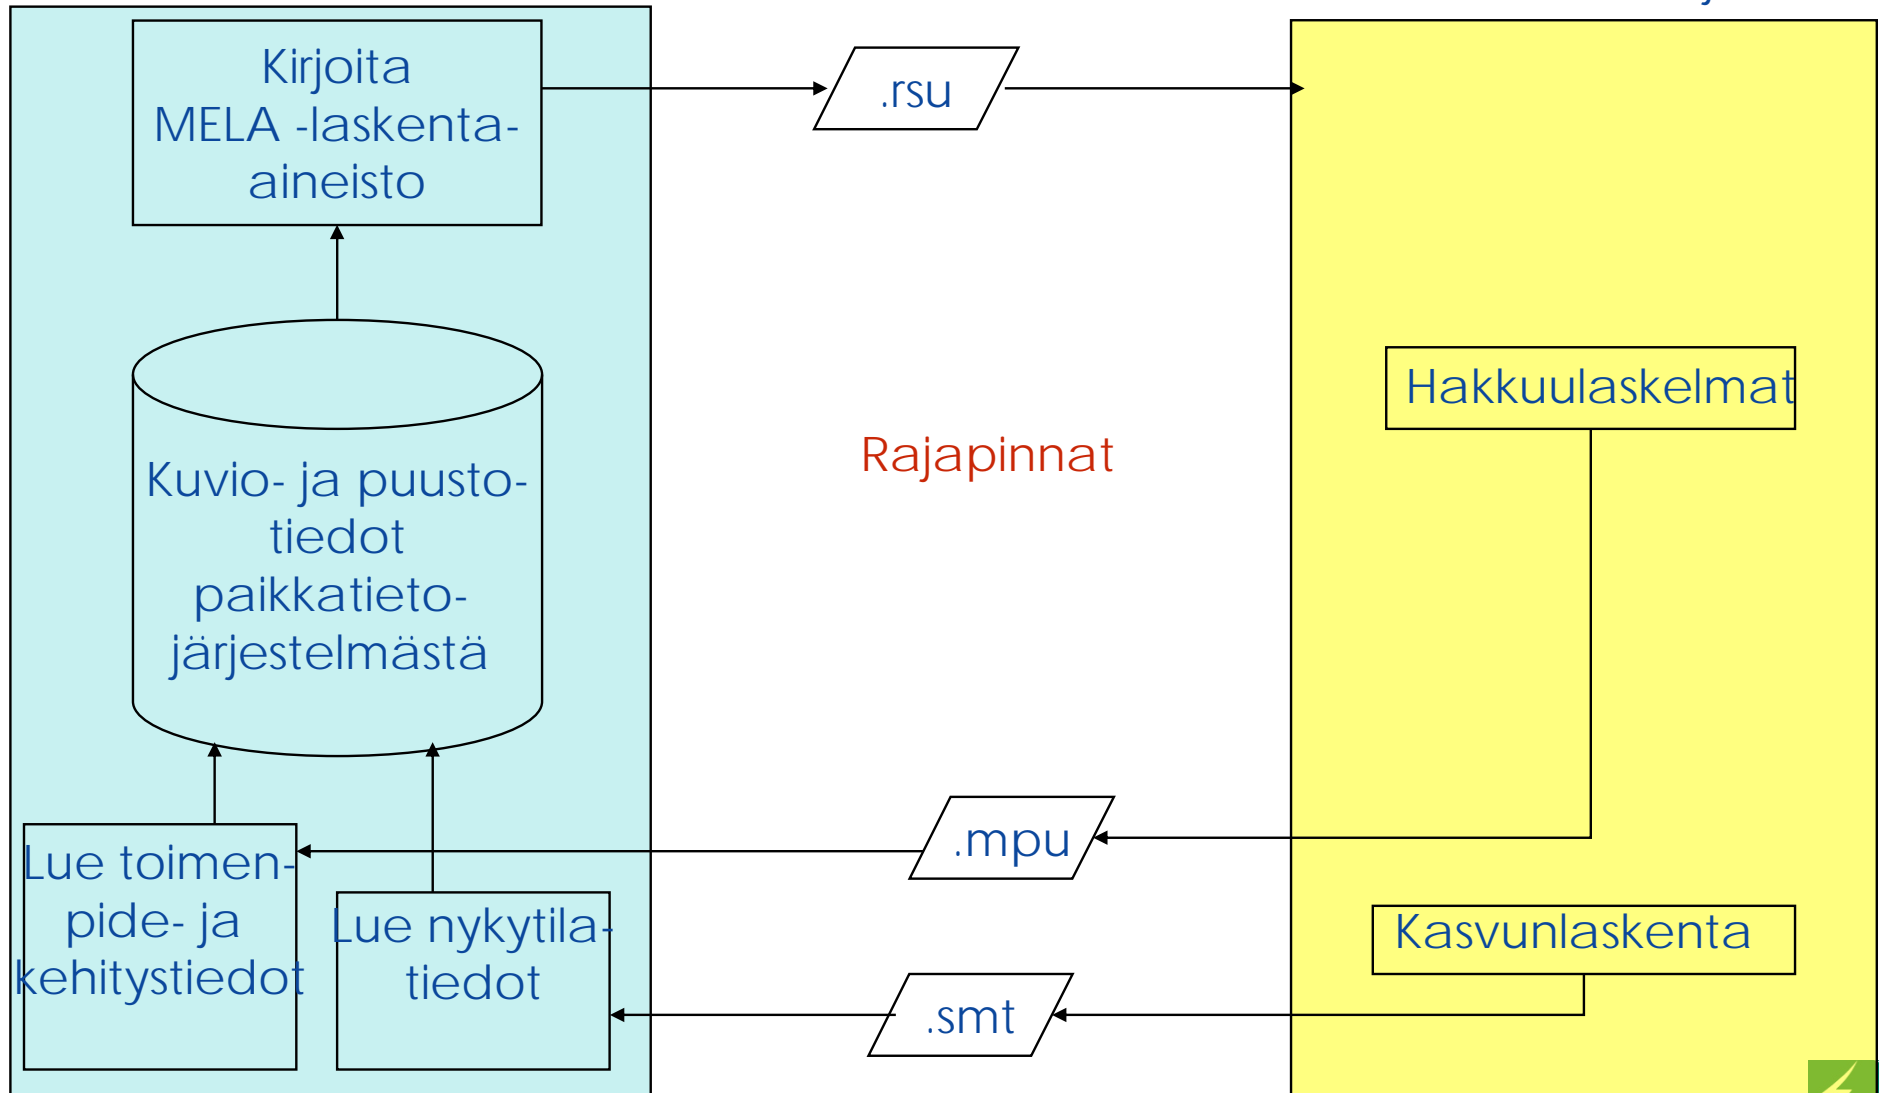 Kirjoita
MELA -laskenta-
aineisto
.rsu
Kuvio- ja puusto-
tiedot
paikkatieto-
järjestelmästä
Rajapinnat
Hakkuulaskelmat
Lue toimen-
pide- ja
kehitystiedot
Lue nykytila-
tiedot
.mpu
.smt
Kasvunlaskenta